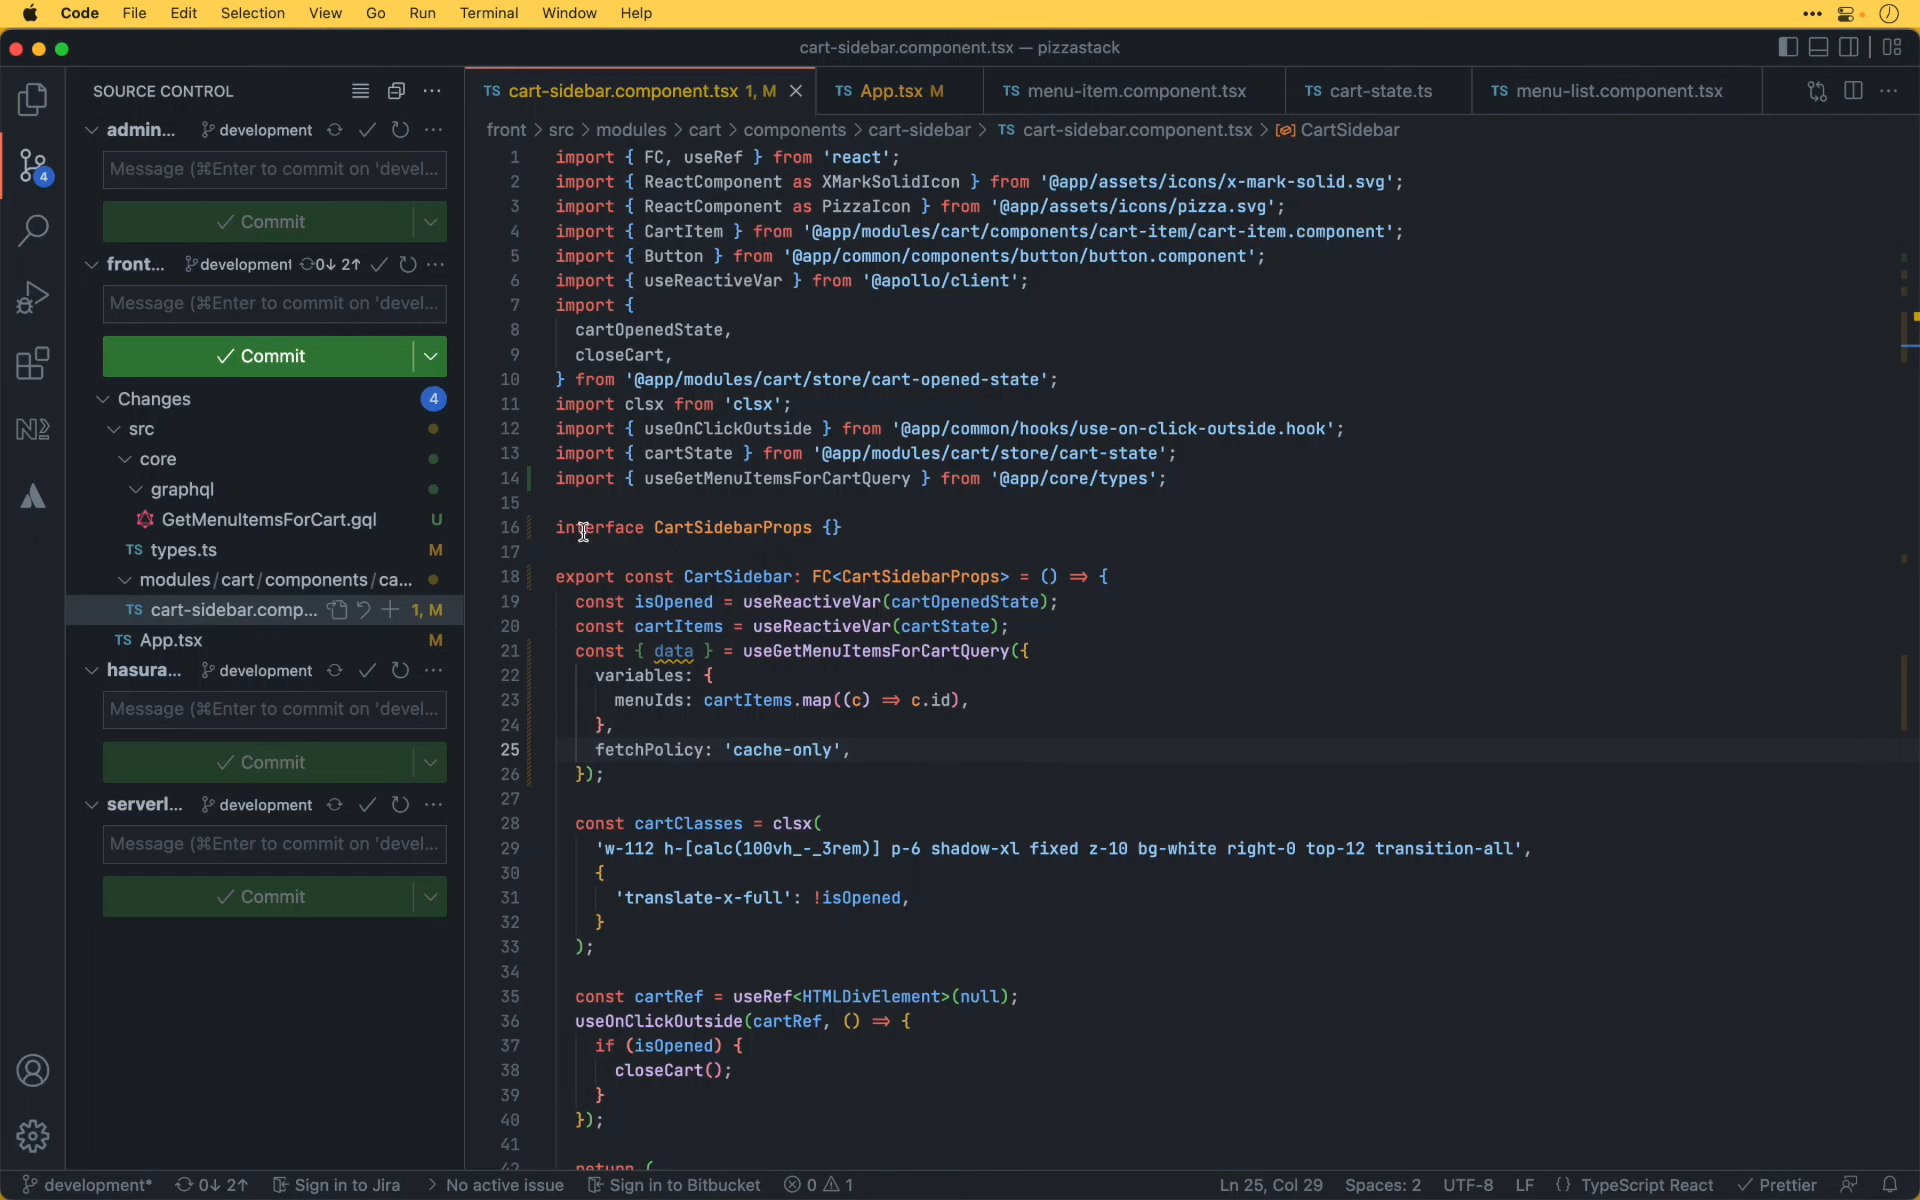 Code File Edit Selection View Go Run Terminal Window Help
cart-sidebar.component.tsx — pizzastack
SOURCE CONTROL
admin... development
Message (⌘Enter to commit on 'devel...
Commit
front... development 0↓ 2↑
Message (⌘Enter to commit on 'devel...
Commit
Changes 4
src
core
graphql
GetMenuItemsForCart.gql U
TS types.ts M
modules/cart/components/ca...
TS cart-sidebar.comp... 1, M
TS App.tsx M
hasura... development
Message (⌘Enter to commit on 'devel...
Commit
serverl... development
Message (⌘Enter to commit on 'devel...
Commit
4
TS cart-sidebar.component.tsx 1, M TS App.tsx M TS menu-item.component.tsx TS cart-state.ts TS menu-list.component.tsx
front > src > modules > cart > components > cart-sidebar > TS cart-sidebar.component.tsx > CartSidebar
1 import { FC, useRef } from 'react';
2 import { ReactComponent as XMarkSolidIcon } from '@app/assets/icons/x-mark-solid.svg';
3 import { ReactComponent as PizzaIcon } from '@app/assets/icons/pizza.svg';
4 import { CartItem } from '@app/modules/cart/components/cart-item/cart-item.component';
5 import { Button } from '@app/common/components/button/button.component';
6 import { useReactiveVar } from '@apollo/client';
7 import {
8 cartOpenedState,
9 closeCart,
10 } from '@app/modules/cart/store/cart-opened-state';
11 import clsx from 'clsx';
12 import { useOnClickOutside } from '@app/common/hooks/use-on-click-outside.hook';
13 import { cartState } from '@app/modules/cart/store/cart-state';
14 import { useGetMenuItemsForCartQuery } from '@app/core/types';
15
16 interface CartSidebarProps {}
17
18 export const CartSidebar: FC<CartSidebarProps> = () => {
19 const isOpened = useReactiveVar(cartOpenedState);
20 const cartItems = useReactiveVar(cartState);
21 const { data } = useGetMenuItemsForCartQuery({
22 variables: {
23 menuIds: cartItems.map((c) => c.id),
24 },
25 fetchPolicy: 'cache-only',
26 });
27
28 const cartClasses = clsx(
29 'w-112 h-[calc(100vh_-_3rem)] p-6 shadow-xl fixed z-10 bg-white right-0 top-12 transition-all',
30 {
31 'translate-x-full': !isOpened,
32 }
33 );
34
35 const cartRef = useRef<HTMLDivElement>(null);
36 useOnClickOutside(cartRef, () => {
37 if (isOpened) {
38 closeCart();
39 }
40 });
41
42 return (
development* 0↓ 2↑ Sign in to Jira > No active issue Sign in to Bitbucket 0 1 Ln 25, Col 29 Spaces: 2 UTF-8 LF {} TypeScript React Prettier